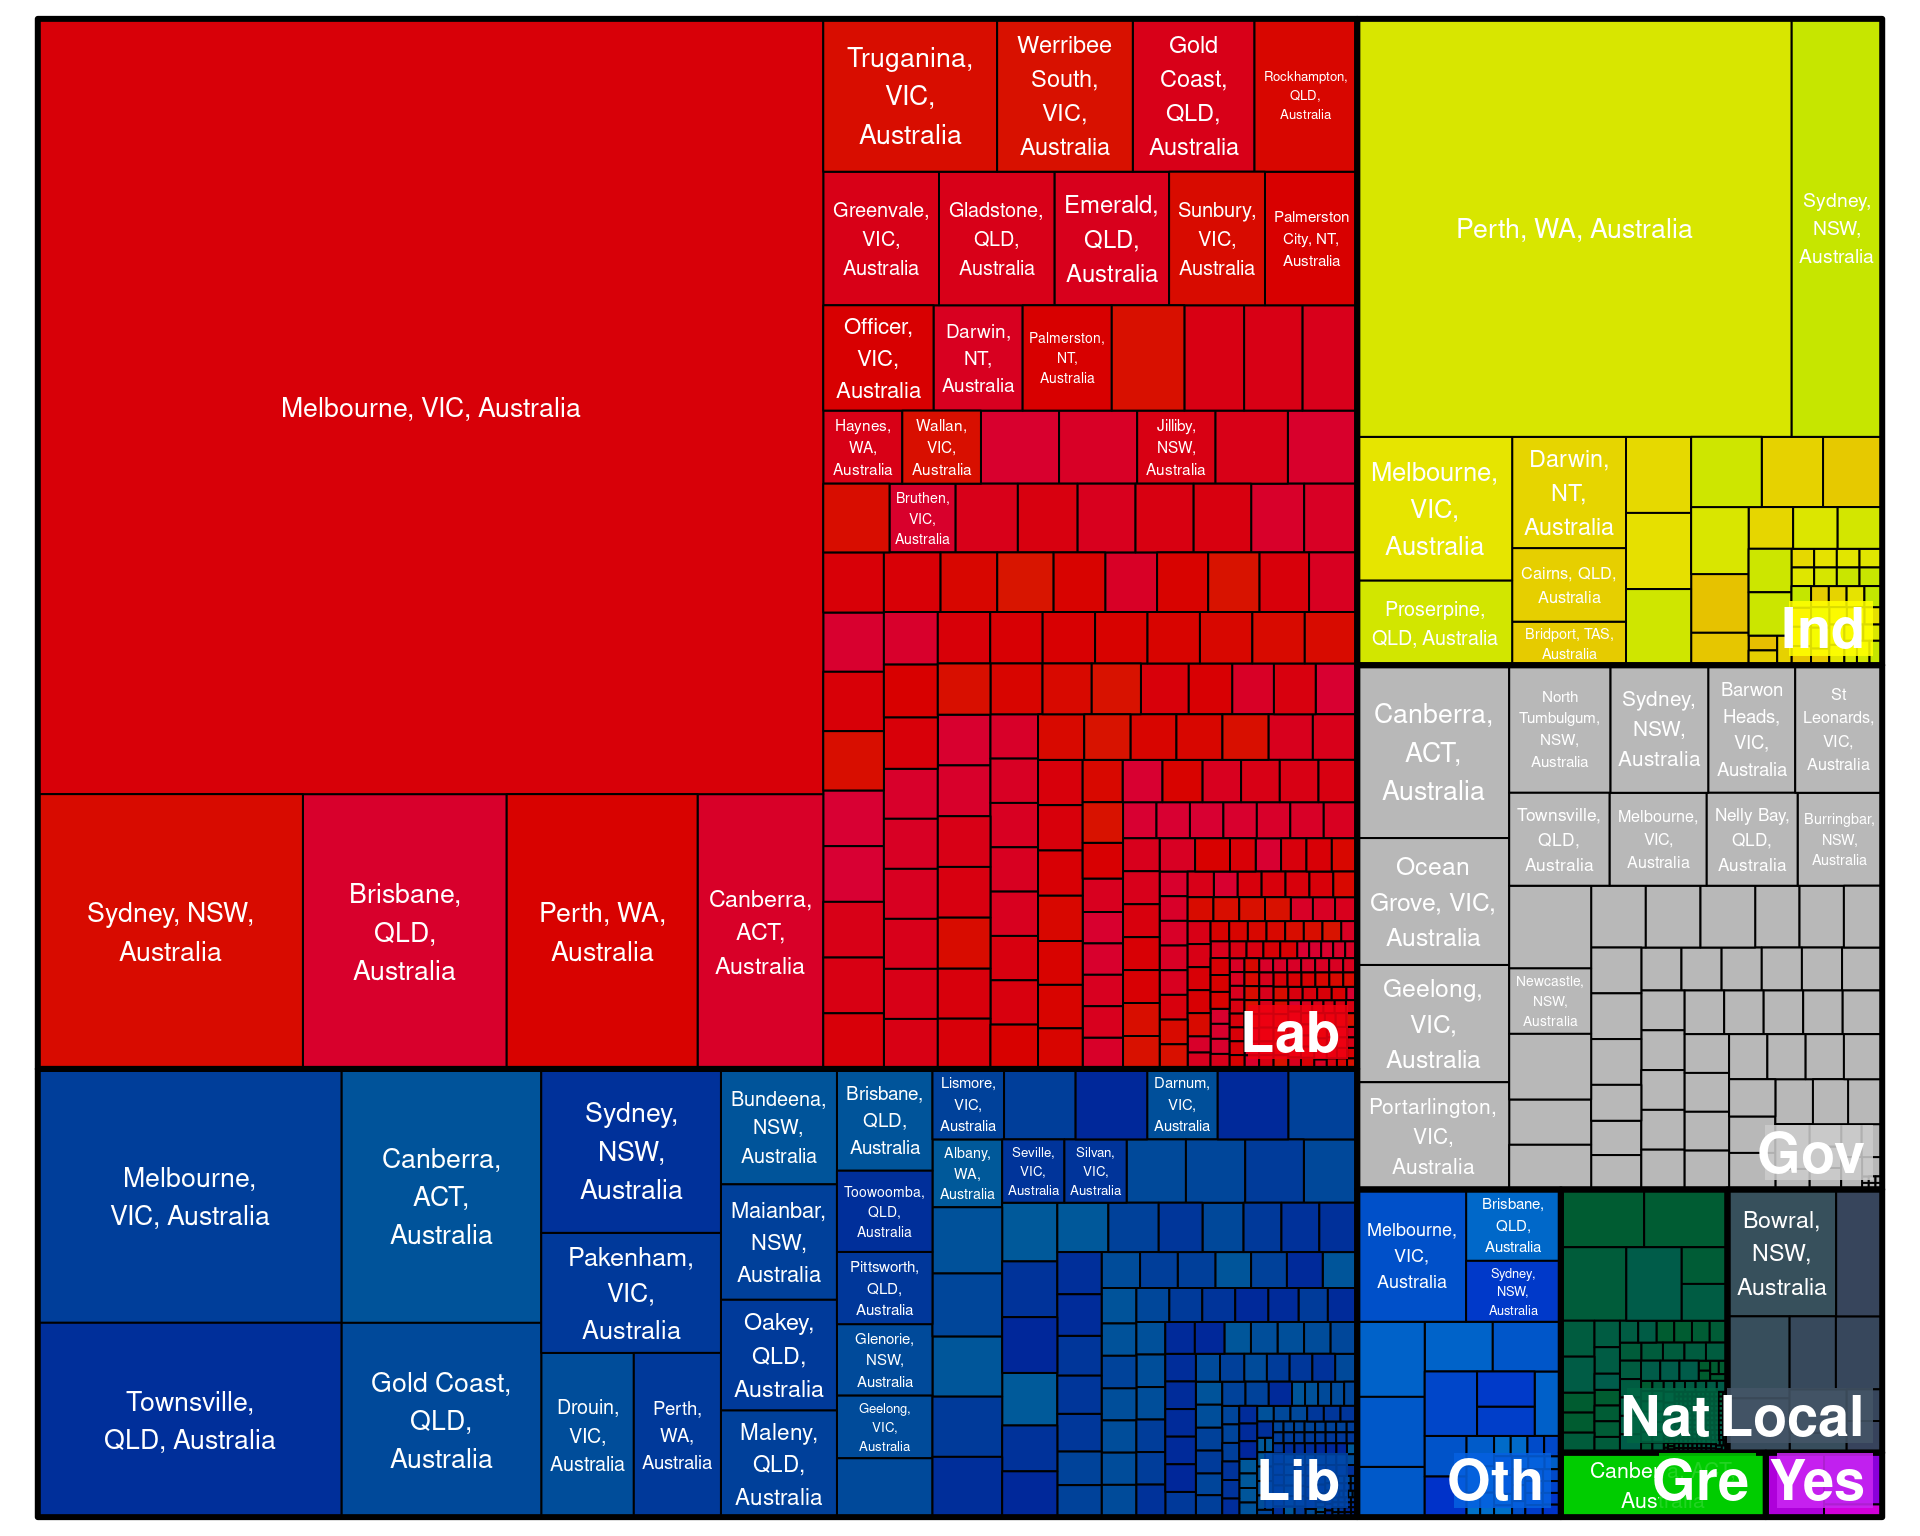 Melbourne, VIC, Australia
Sydney, NSW,
Australia
Brisbane,
QLD,
Australia
Perth, WA,
Australia
Canberra,
ACT,
Australia
Truganina,
VIC,
Australia
Werribee
South,
VIC,
Australia
Gold
Coast,
QLD,
Australia
Rockhampton,
QLD,
Australia
Greenvale,
VIC,
Australia
Gladstone,
QLD,
Australia
Emerald,
QLD,
Australia
Sunbury,
VIC,
Australia
Palmerston
City, NT,
Australia
Officer,
VIC,
Australia
Darwin,
NT,
Australia
Palmerston,
NT,
Australia
Haynes,
WA,
Australia
Wallan,
VIC,
Australia
Jilliby,
NSW,
Australia
Bruthen,
VIC,
Australia
Lab
Melbourne,
VIC, Australia
Townsville,
QLD, Australia
Canberra,
ACT,
Australia
Gold Coast,
QLD,
Australia
Sydney,
NSW,
Australia
Pakenham,
VIC,
Australia
Drouin,
VIC,
Australia
Perth,
WA,
Australia
Bundeena,
NSW,
Australia
Maianbar,
NSW,
Australia
Oakey,
QLD,
Australia
Maleny,
QLD,
Australia
Brisbane,
QLD,
Australia
Toowoomba,
QLD,
Australia
Pittsworth,
QLD,
Australia
Glenorie,
NSW,
Australia
Geelong,
VIC,
Australia
Lismore,
VIC,
Australia
Darnum,
VIC,
Australia
Albany,
WA,
Australia
Seville,
VIC,
Australia
Silvan,
VIC,
Australia
Lib
Perth, WA, Australia
Sydney,
NSW,
Australia
Melbourne,
VIC,
Australia
Proserpine,
QLD, Australia
Darwin,
NT,
Australia
Cairns, QLD,
Australia
Bridport, TAS,
Australia
Ind
Canberra,
ACT,
Australia
Ocean
Grove, VIC,
Australia
Geelong,
VIC,
Australia
Portarlington,
VIC,
Australia
North
Tumbulgum,
NSW,
Australia
Sydney,
NSW,
Australia
Barwon
Heads,
VIC,
Australia
St
Leonards,
VIC,
Australia
Townsville,
QLD,
Australia
Melbourne,
VIC,
Australia
Nelly Bay,
QLD,
Australia
Burringbar,
NSW,
Australia
Newcastle,
NSW,
Australia
Gov
Melbourne,
VIC,
Australia
Brisbane,
QLD,
Australia
Sydney,
NSW,
Australia
Oth
Nat
Bowral,
NSW,
Australia
Local
Canberra, ACT,
Australia
Gre
Yes